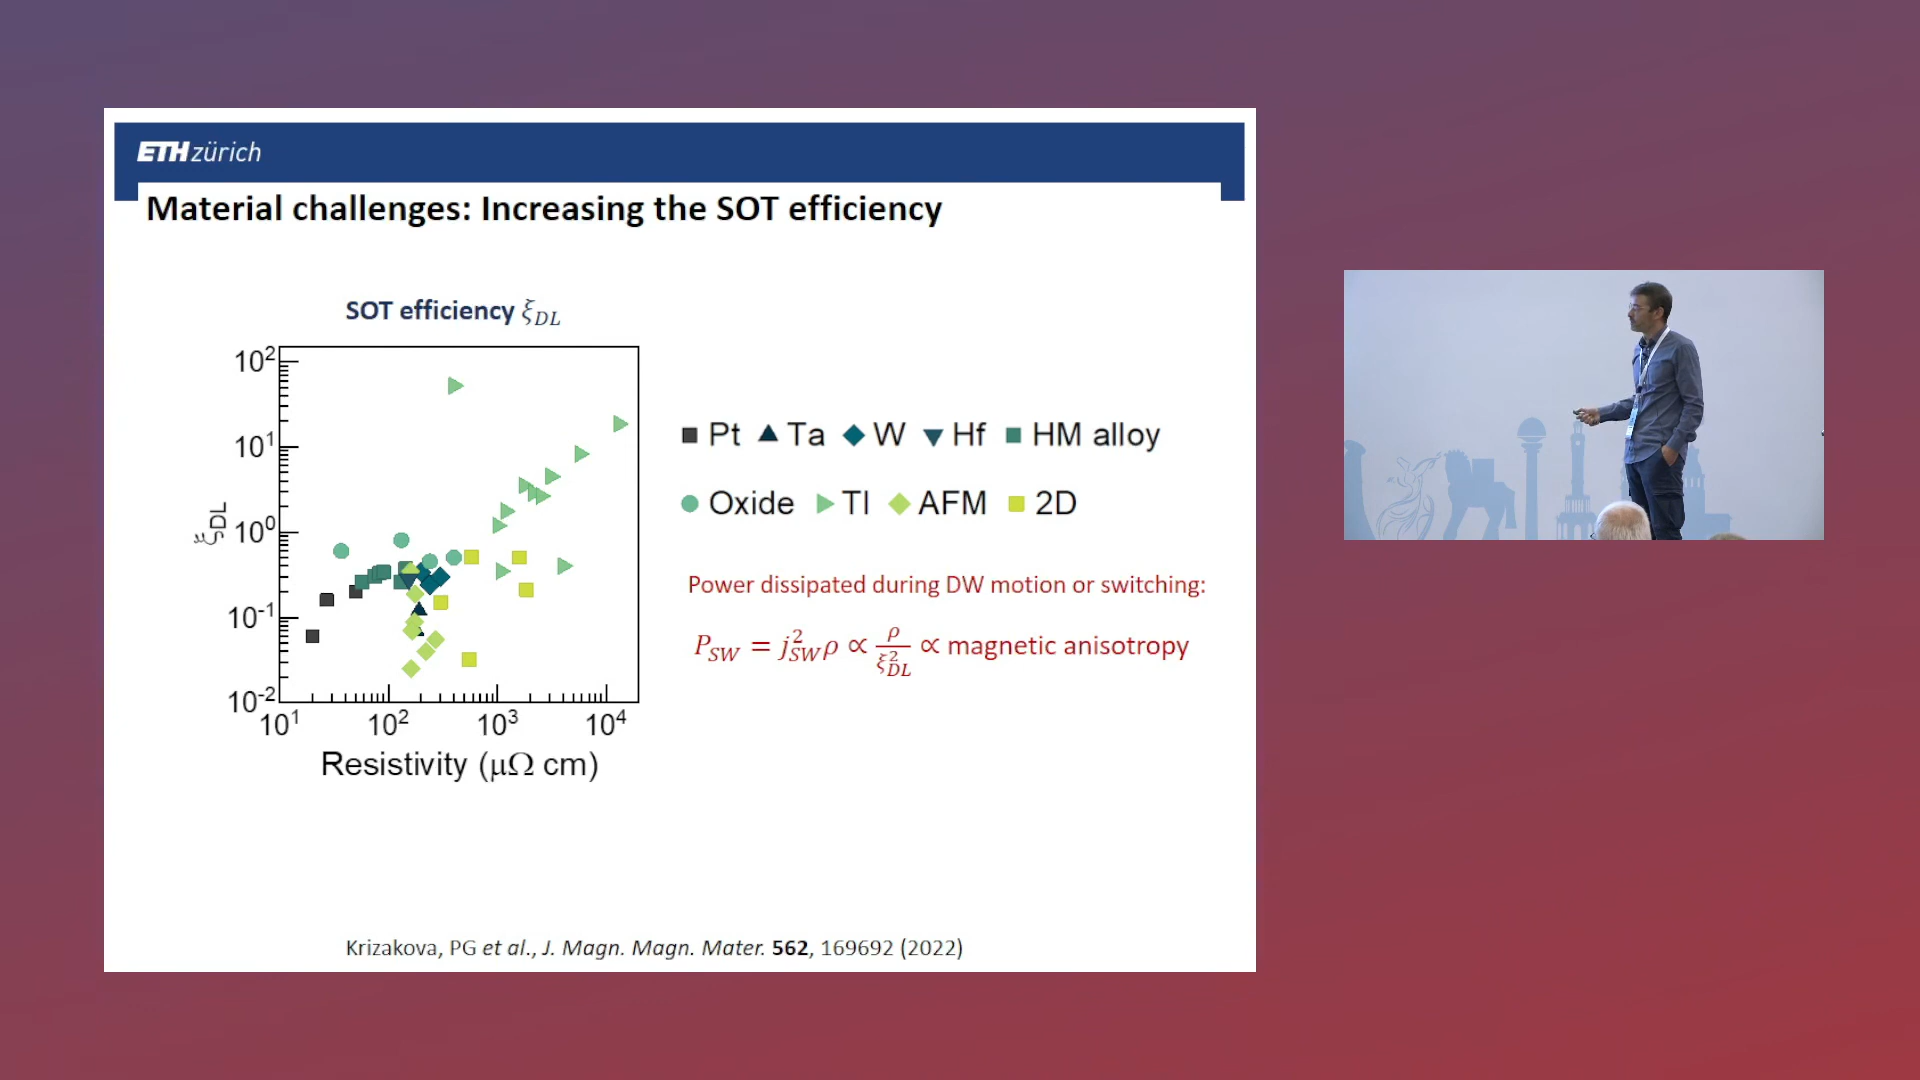 ETH zürich
Material challenges: Increasing the SOT efficiency
SOT efficiency ξ_DL
10²
10¹
10⁰
10⁻¹
10⁻²
ξ_DL
10¹ 10² 10³ 10⁴
Resistivity (μΩ cm)
Pt Ta W Hf HM alloy
Oxide TI AFM 2D
Power dissipated during DW motion or switching:
P_SW = j²_SW ρ ∝ ρ/ξ²_DL ∝ magnetic anisotropy
Krizakova, PG et al., J. Magn. Magn. Mater. 562, 169692 (2022)